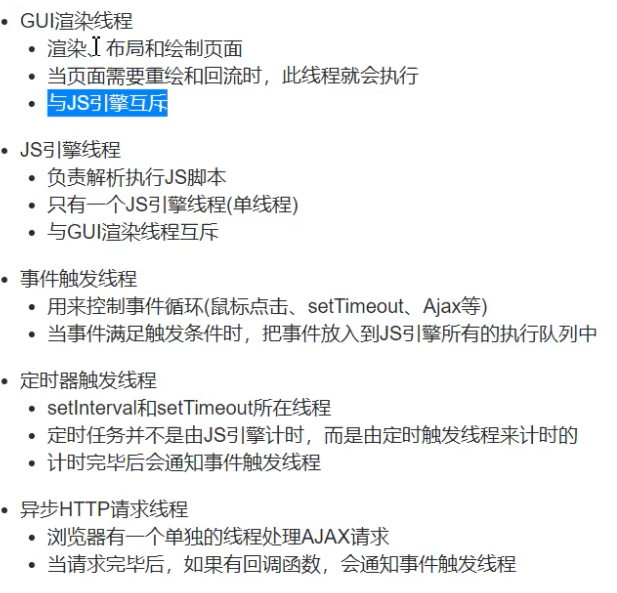 GUI渲染线程
渲染、布局和绘制页面
当页面需要重绘和回流时，此线程就会执行
与JS引擎互斥
JS引擎线程
负责解析执行JS脚本
只有一个JS引擎线程(单线程)
与GUI渲染线程互斥
事件触发线程
用来控制事件循环(鼠标点击、setTimeout、Ajax等)
当事件满足触发条件时，把事件放入到JS引擎所有的执行队列中
定时器触发线程
setInterval和setTimeout所在线程
定时任务并不是由JS引擎计时，而是由定时触发线程来计时的
计时完毕后会通知事件触发线程
异步HTTP请求线程
浏览器有一个单独的线程处理AJAX请求
当请求完毕后，如果有回调函数，会通知事件触发线程